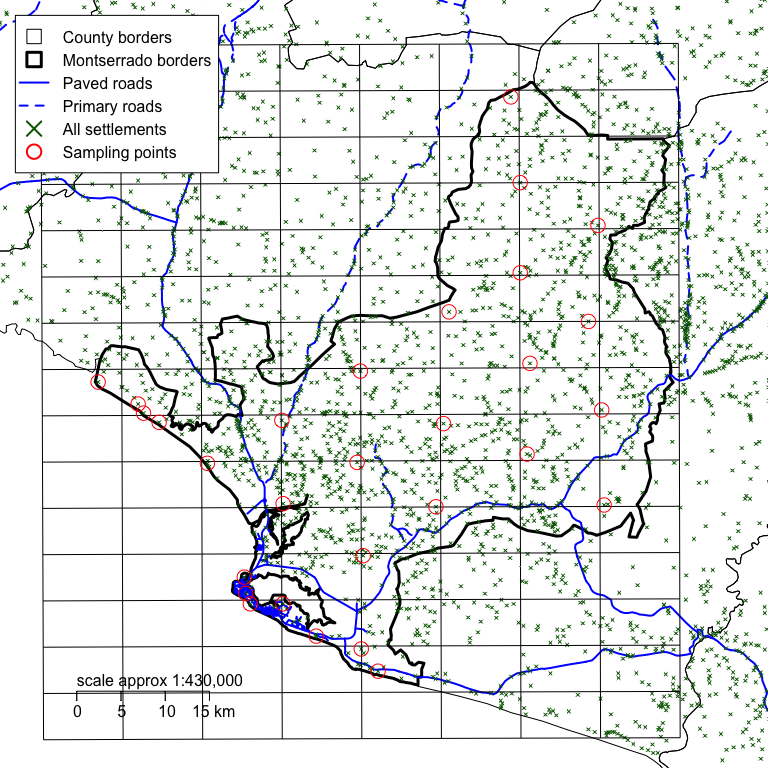 County borders
Montserrado borders
Paved roads
Primary roads
All settlements
Sampling points
scale approx 1:430,000
0 5 10 15 km